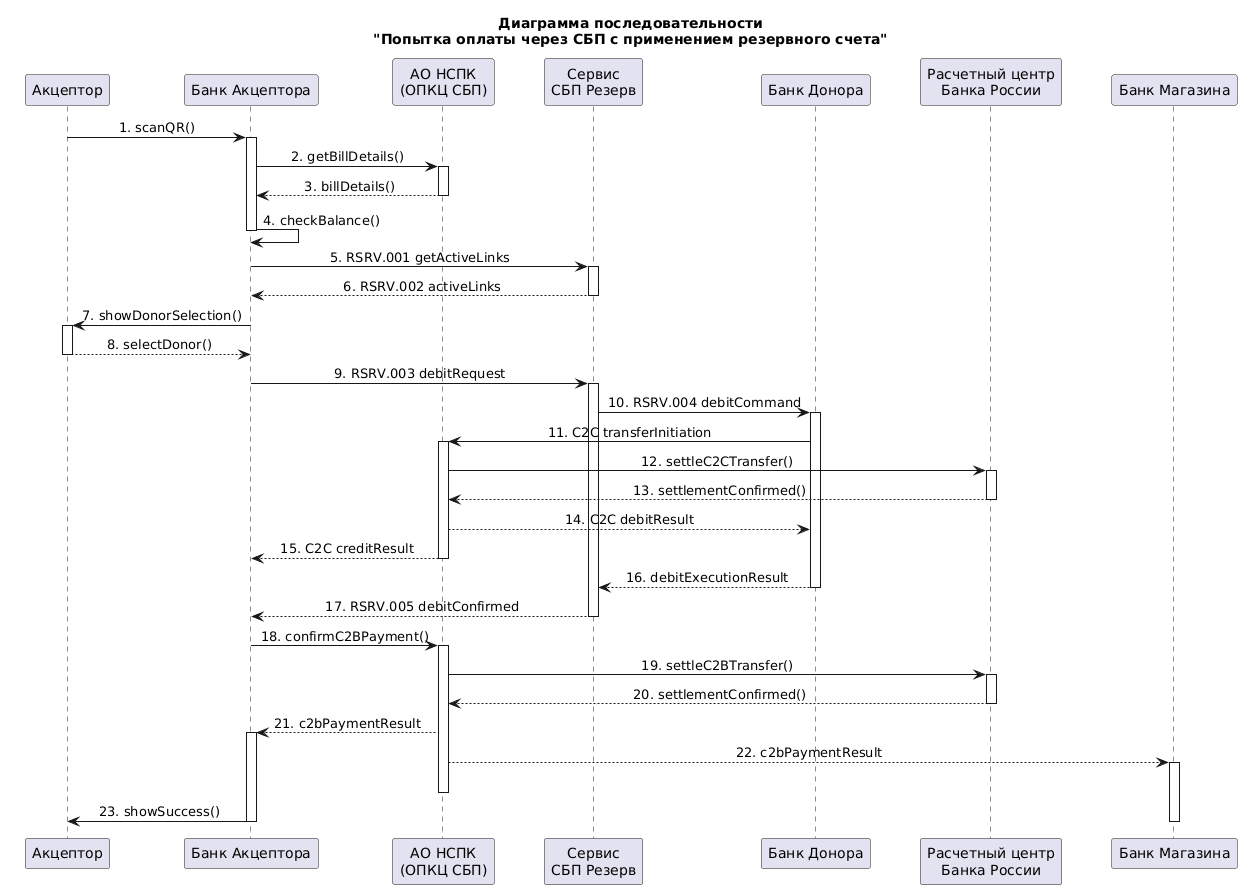 Диаграмма последовательности
"Попытка оплаты через СБП с применением резервного счета"
Акцептор
Банк Акцептора
АО НСПК
(ОПКЦ СБП)
Сервис
СБП Резерв
Банк Донора
Расчетный центр
Банка России
Банк Магазина
1. scanQR()
2. getBillDetails()
3. billDetails()
4. checkBalance()
5. RSRV.001 getActiveLinks
6. RSRV.002 activeLinks
7. showDonorSelection()
8. selectDonor()
9. RSRV.003 debitRequest
10. RSRV.004 debitCommand
11. C2C transferInitiation
12. settleC2CTransfer()
13. settlementConfirmed()
14. C2C debitResult
15. C2C creditResult
16. debitExecutionResult
17. RSRV.005 debitConfirmed
18. confirmC2BPayment()
19. settleC2BTransfer()
20. settlementConfirmed()
21. c2bPaymentResult
22. c2bPaymentResult
23. showSuccess()
Акцептор
Банк Акцептора
АО НСПК
(ОПКЦ СБП)
Сервис
СБП Резерв
Банк Донора
Расчетный центр
Банка России
Банк Магазина